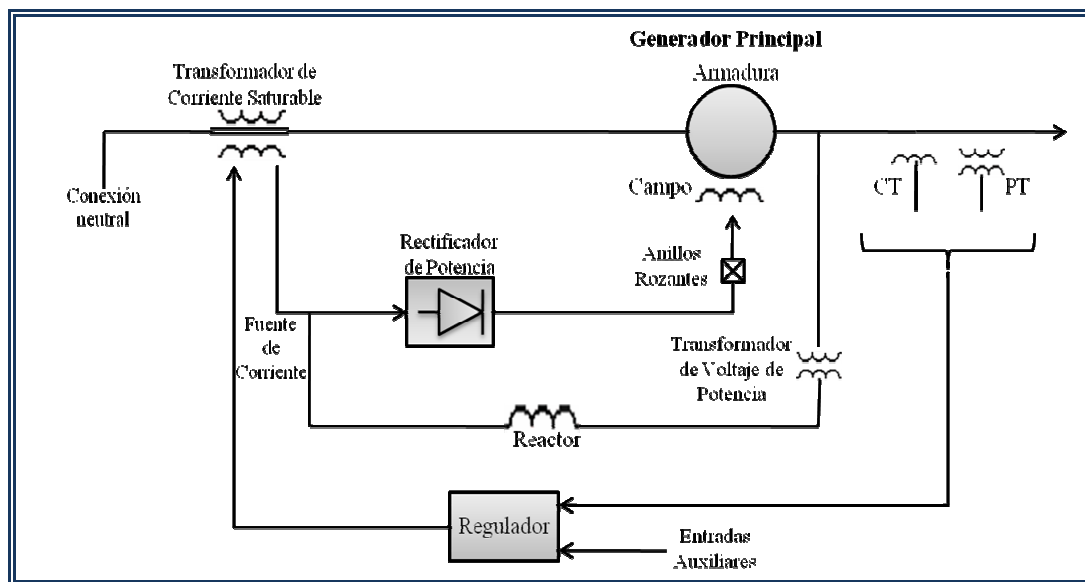 Generador Principal
Armadura
Transformador de
Corriente Saturable
Conexión
neutral
Campo
CT
PT
Rectificador
de Potencia
Anillos
Rozantes
Fuente
de
Corriente
Transformador
de Voltaje de
Potencia
Reactor
Regulador
Entradas
Auxiliares